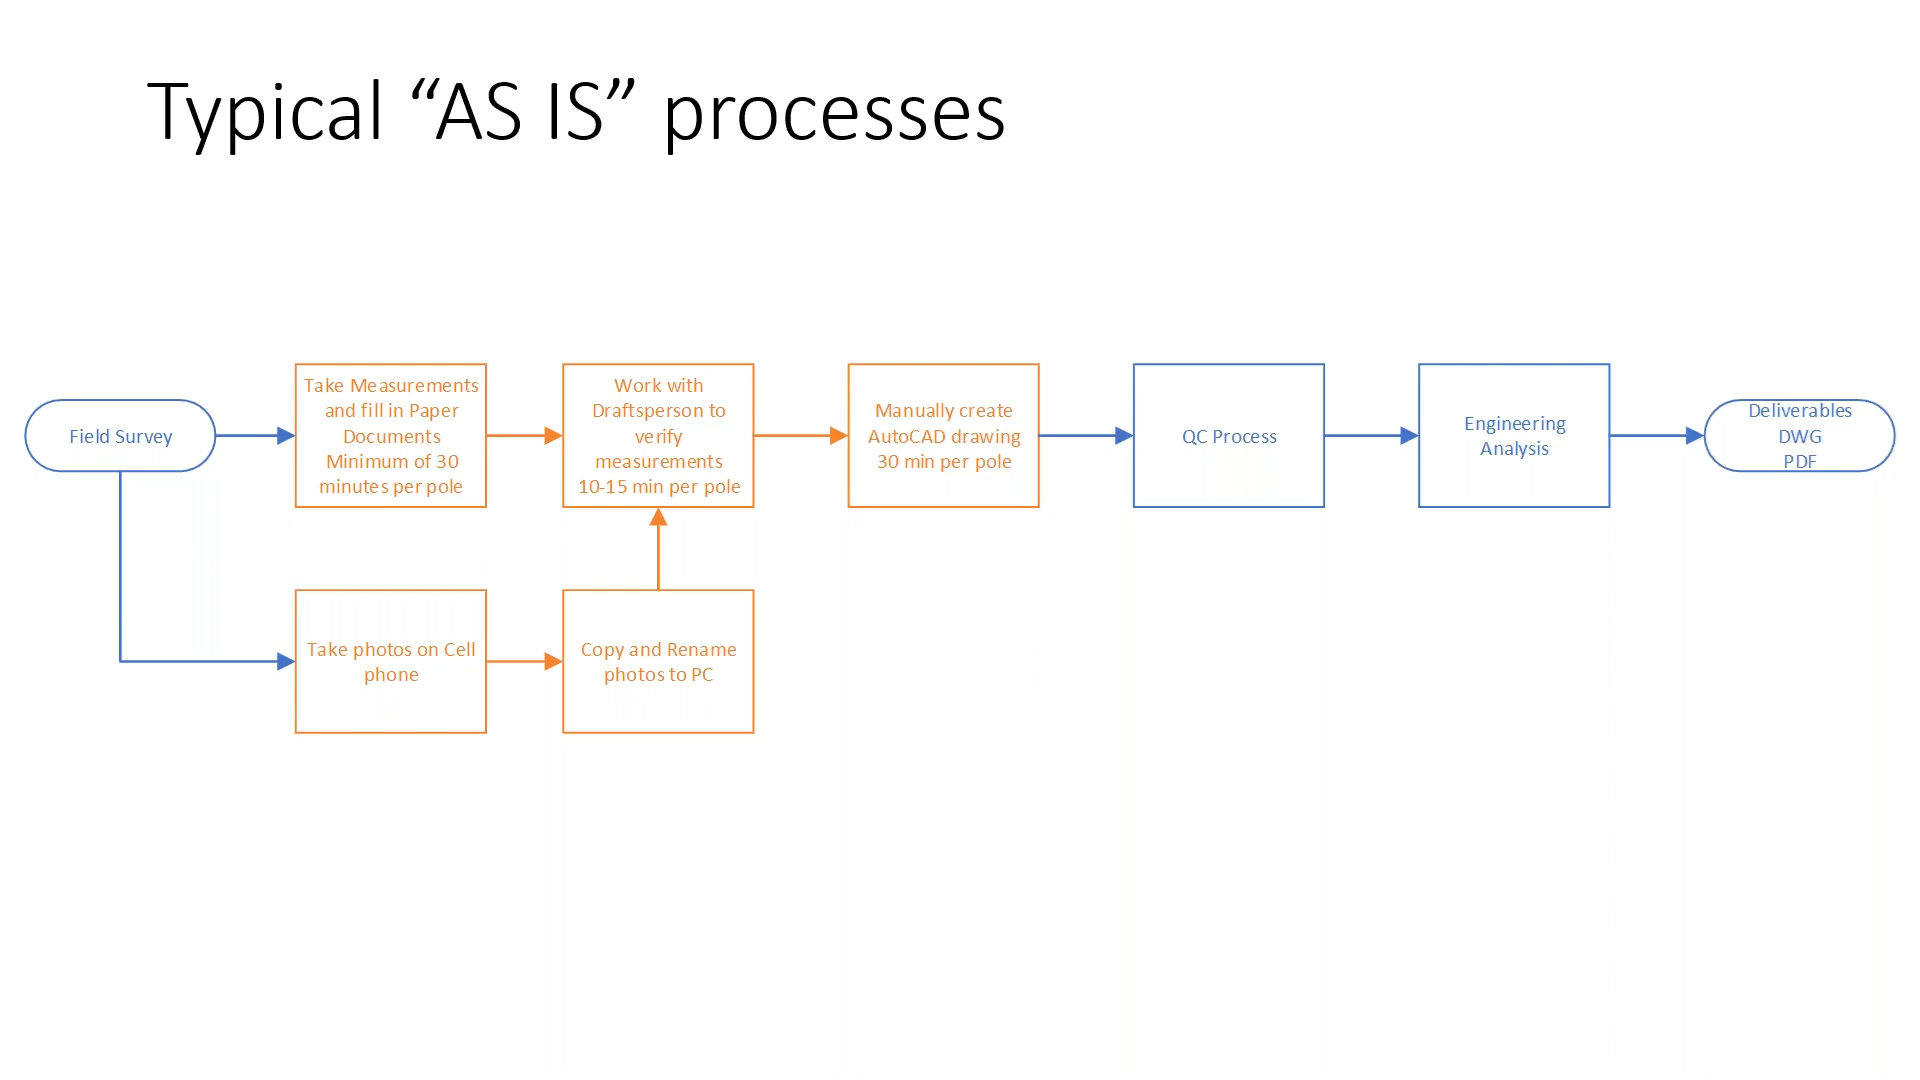 Typical “AS IS” processes
Field Survey
Take Measurements
and fill in Paper
Documents
Minimum of 30
minutes per pole
Work with
Draftsperson to
verify
measurements
10-15 min per pole
Manually create
AutoCAD drawing
30 min per pole
QC Process
Engineering
Analysis
Deliverables
DWG
PDF
Take photos on Cell
phone
Copy and Rename
photos to PC